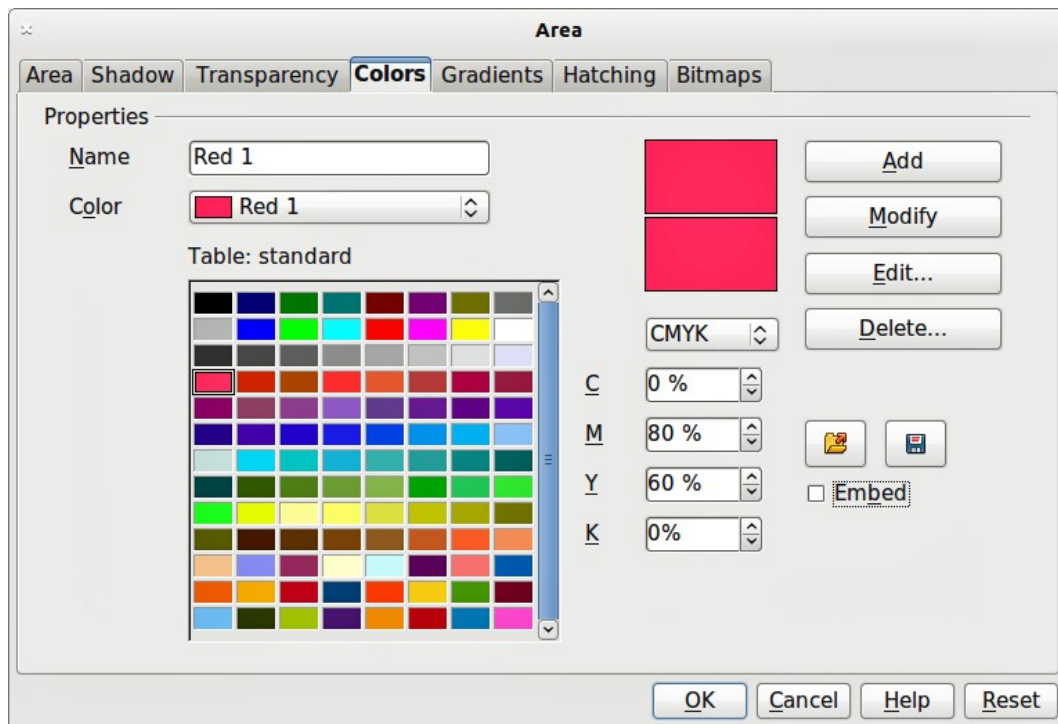 Area
Area Shadow Transparency Colors Gradients Hatching Bitmaps
Properties
Name Red 1 Add
Color Red 1 Modify
Table: standard
Edit...
CMYK Delete...
C 0 %
M 80 %
Y 60 % Embed
K 0%
OK Cancel Help Reset